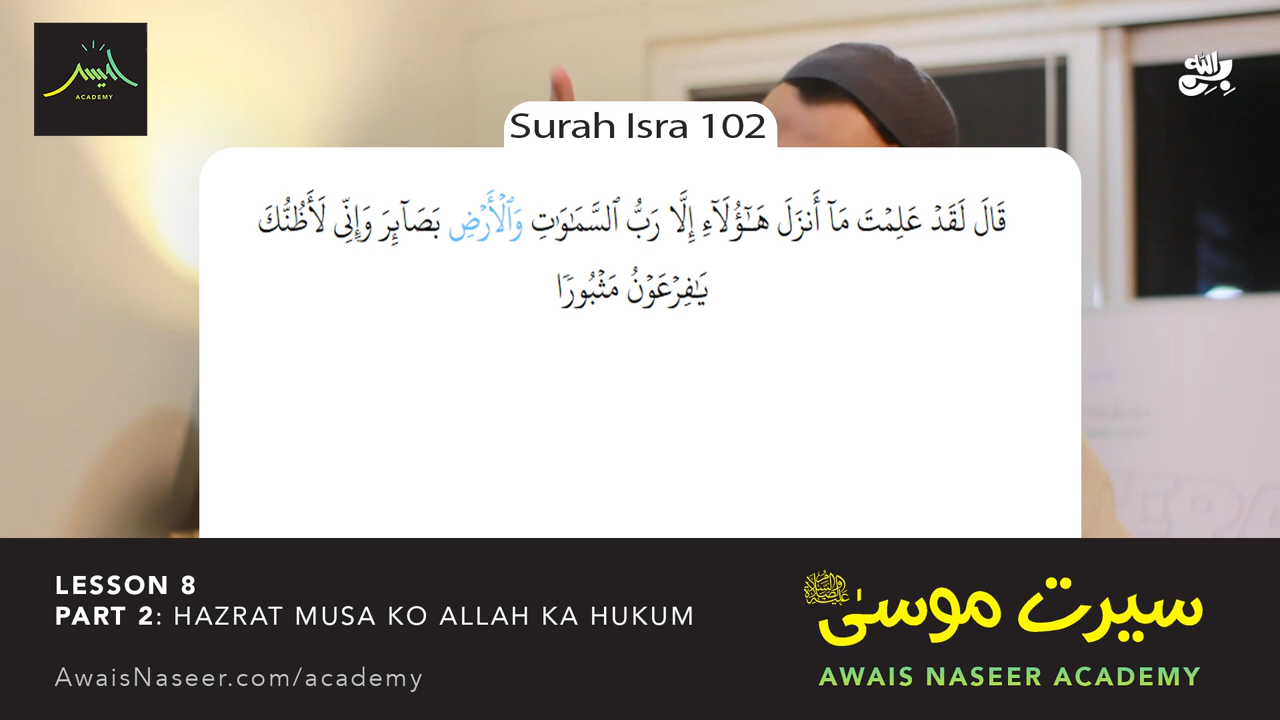 اليسر
ACADEMY
Surah Isra 102
قَالَ لَقَدۡ عَلِمۡتَ مَآ أَنزَلَ هَـٰٓؤُلَآءِ إِلَّا رَبُّ ٱلسَّمَـٰوَٰتِ وَٱلۡأَرۡضِ بَصَآئِرَ وَإِنِّى لَأَظُنُّكَ
يَـٰفِرۡعَوۡنُ مَثۡبُورًۭا
LESSON 8
PART 2: HAZRAT MUSA KO ALLAH KA HUKUM
AwaisNaseer.com/academy
سیرت موسیٰ
AWAIS NASEER ACADEMY